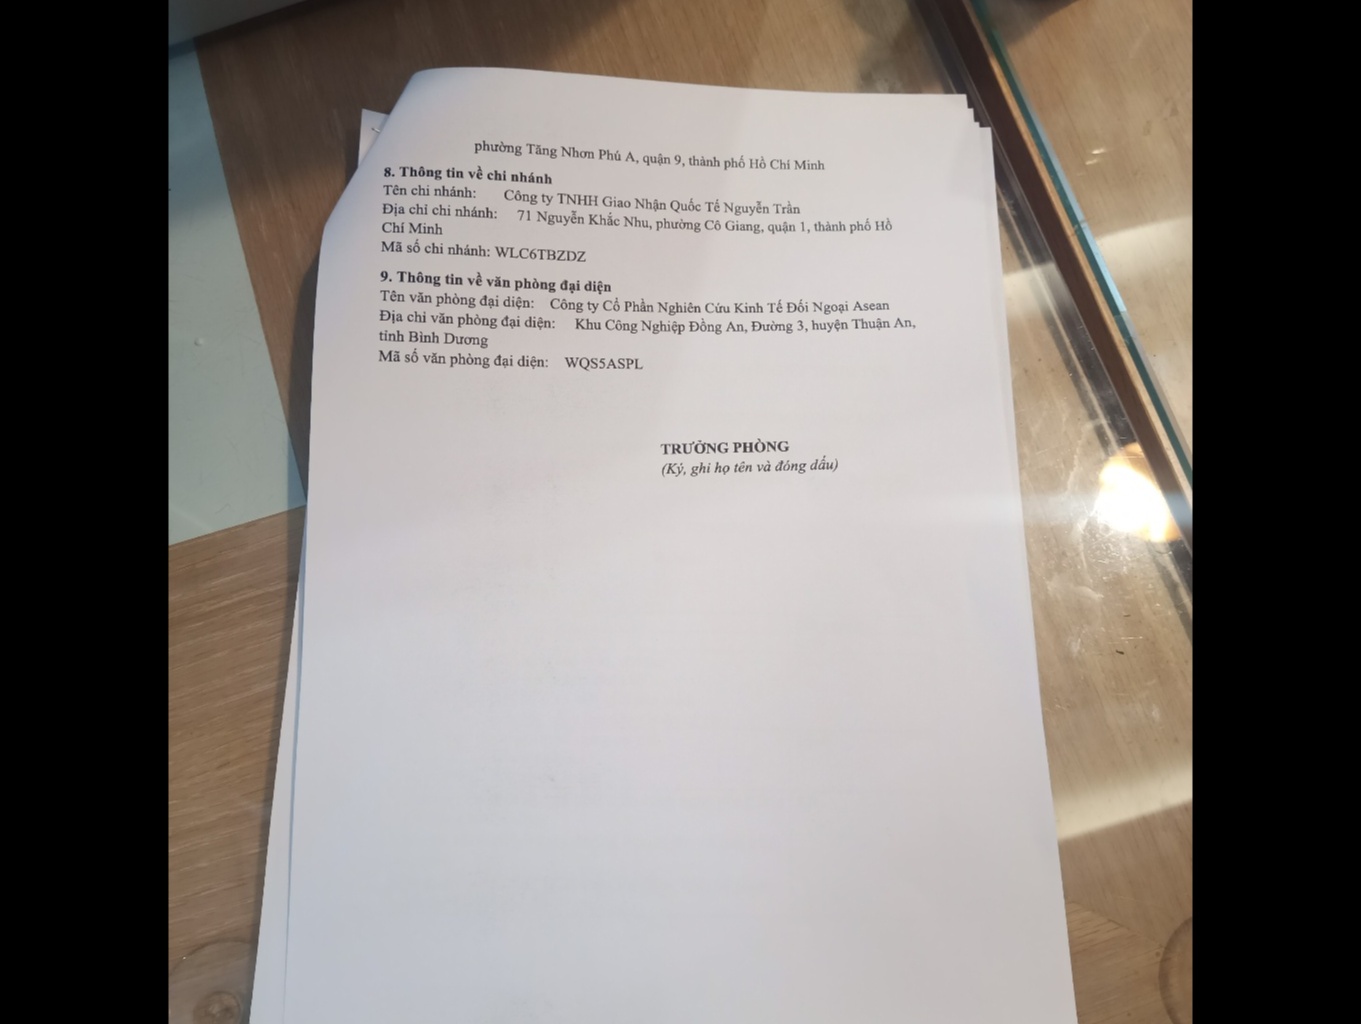 phường Tăng Nhơn Phú A, quận 9, thành phố Hồ Chí Minh
8. Thông tin về chi nhánh
Tên chi nhánh: Công ty TNHH Giao Nhận Quốc Tế Nguyễn Trần
Địa chỉ chi nhánh: 71 Nguyễn Khắc Nhu, phường Cô Giang, quận 1, thành phố Hồ
Chí Minh
Mã số chi nhánh: WLC6TBZDZ
9. Thông tin về văn phòng đại diện
Tên văn phòng đại diện: Công ty Cổ Phần Nghiên Cứu Kinh Tế Đối Ngoại Asean
Địa chỉ văn phòng đại diện: Khu Công Nghiệp Đồng An, Đường 3, huyện Thuận An,
tỉnh Bình Dương
Mã số văn phòng đại diện: WQS5ASPL
TRƯỞNG PHÒNG
(Ký, ghi họ tên và đóng dấu)